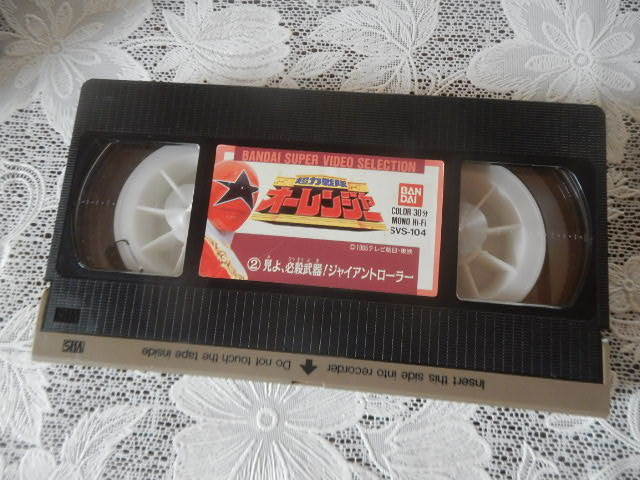 BANDAI SUPER VIDEO SELECTION
超力戦隊
オーレンジャー
BAN
DAI
COLOR 30分
MONO Hi-Fi
SVS-104
©1995テレビ朝日・東映
② 見よ、必殺武器!ジャイアントローラー
Insert this side into recorder
Do not touch the tape inside
VHS